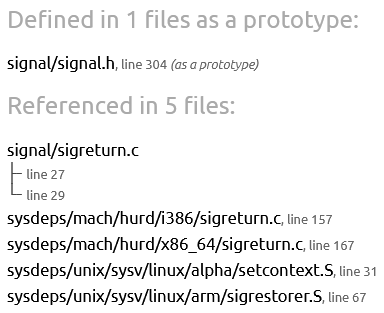 Defined in 1 files as a prototype:
signal/signal.h, line 304 (as a prototype)
Referenced in 5 files:
signal/sigreturn.c
line 27
line 29
sysdeps/mach/hurd/i386/sigreturn.c, line 157
sysdeps/mach/hurd/x86_64/sigreturn.c, line 167
sysdeps/unix/sysv/linux/alpha/setcontext.S, line 31
sysdeps/unix/sysv/linux/arm/sigrestorer.S, line 67